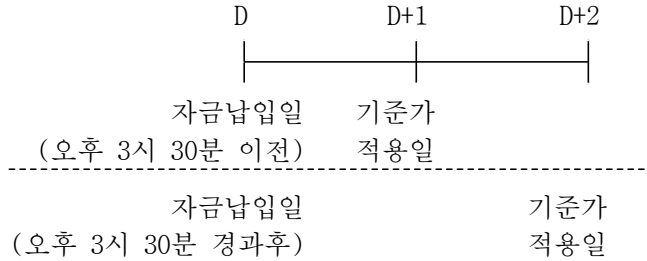 D D+1 D+2
자금납입일 기준가
(오후 3시 30분 이전) 적용일
자금납입일 기준가
(오후 3시 30분 경과후) 적용일